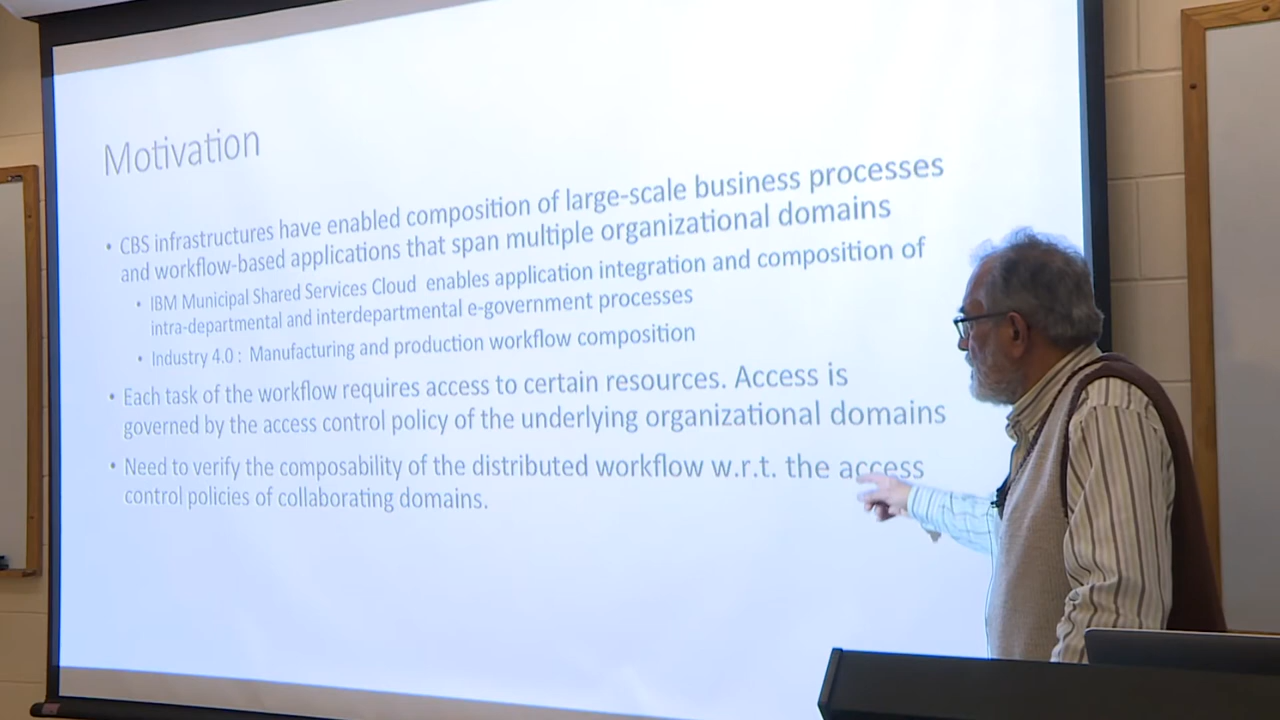 Motivation
• CBS infrastructures have enabled composition of large-scale business processes
and workflow-based applications that span multiple organizational domains
• IBM Municipal Shared Services Cloud enables application integration and composition of
intra-departmental and interdepartmental e-government processes
• Industry 4.0 : Manufacturing and production workflow composition
• Each task of the workflow requires access to certain resources. Access is
governed by the access control policy of the underlying organizational domains
• Need to verify the composability of the distributed workflow w.r.t. the access
control policies of collaborating domains.